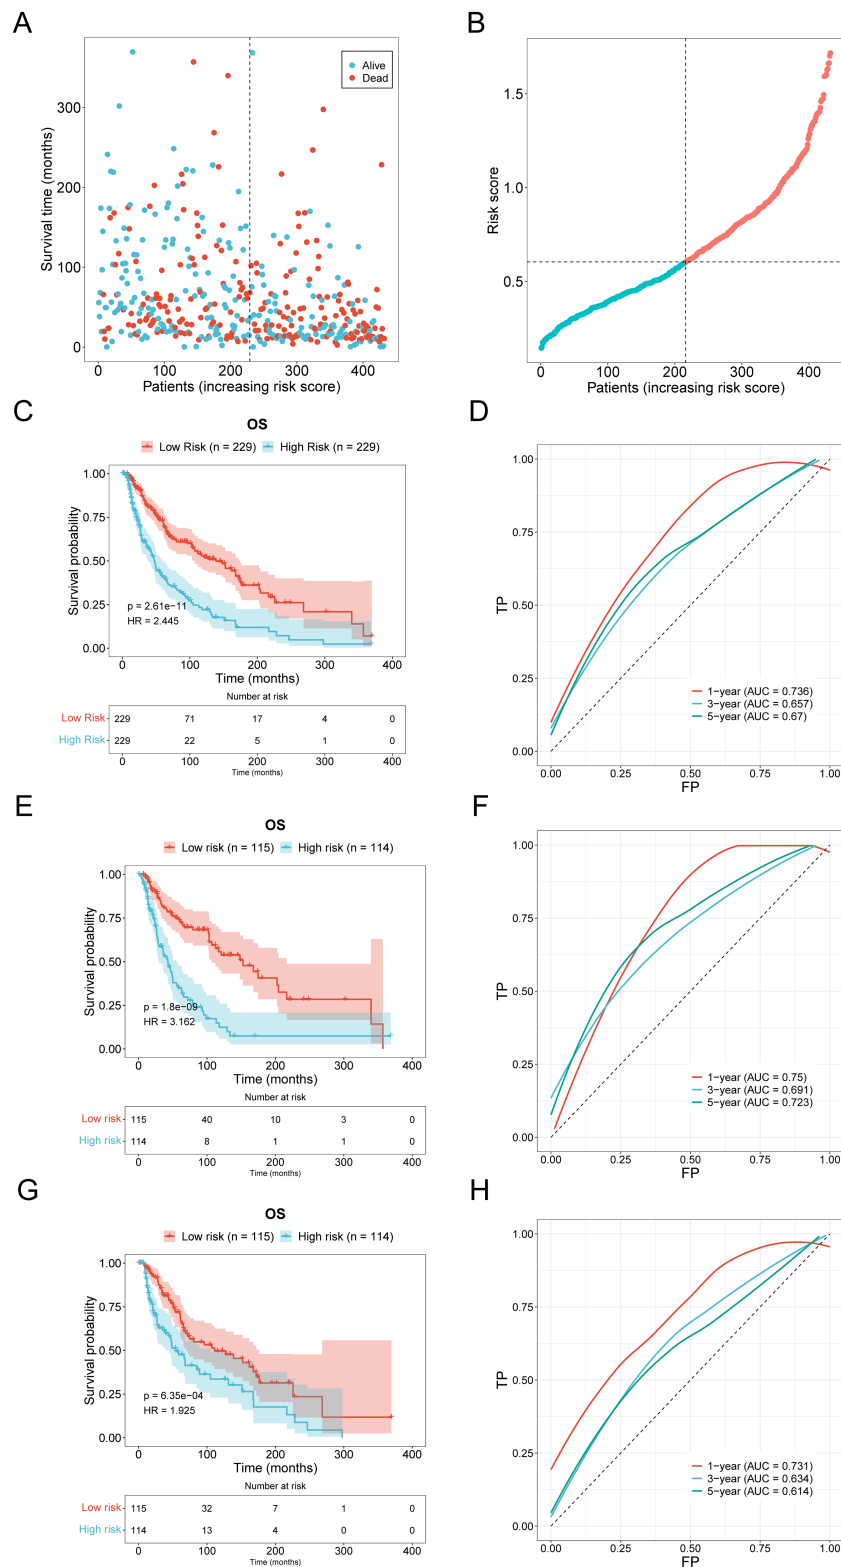 A
Survival time (months)
300
200
100
0
Alive
Dead
0 100 200 300 400
Patients (increasing risk score)
B
Risk score
1.5
1.0
0.5
0 100 200 300 400
Patients (increasing risk score)
C
OS
Low Risk (n = 229) High Risk (n = 229)
Survival probability
1.00
0.75
0.50
0.25
0.00
p = 2.61e−11
HR = 2.445
0 100 200 300 400
Time (months)
Number at risk
Low Risk 229 71 17 4 0
High Risk 229 22 5 1 0
0 100 200 300 400
Time (months)
D
TP
1.00
0.75
0.50
0.25
0.00
1−year (AUC = 0.736)
3−year (AUC = 0.657)
5−year (AUC = 0.67)
0.00 0.25 0.50 0.75 1.00
FP
E
OS
Low risk (n = 115) High risk (n = 114)
Survival probability
1.00
0.75
0.50
0.25
0.00
p = 1.8e−09
HR = 3.162
0 100 200 300 400
Time (months)
Number at risk
Low risk 115 40 10 3 0
High risk 114 8 1 1 0
0 100 200 300 400
Time (months)
F
TP
1.00
0.75
0.50
0.25
0.00
1−year (AUC = 0.75)
3−year (AUC = 0.691)
5−year (AUC = 0.723)
0.00 0.25 0.50 0.75 1.00
FP
G
OS
Low risk (n = 115) High risk (n = 114)
Survival probability
1.00
0.75
0.50
0.25
0.00
p = 6.35e−04
HR = 1.925
0 100 200 300 400
Time (months)
Number at risk
Low risk 115 32 7 1 0
High risk 114 13 4 0 0
0 100 200 300 400
Time (months)
H
TP
1.00
0.75
0.50
0.25
0.00
1−year (AUC = 0.731)
3−year (AUC = 0.634)
5−year (AUC = 0.614)
0.00 0.25 0.50 0.75 1.00
FP